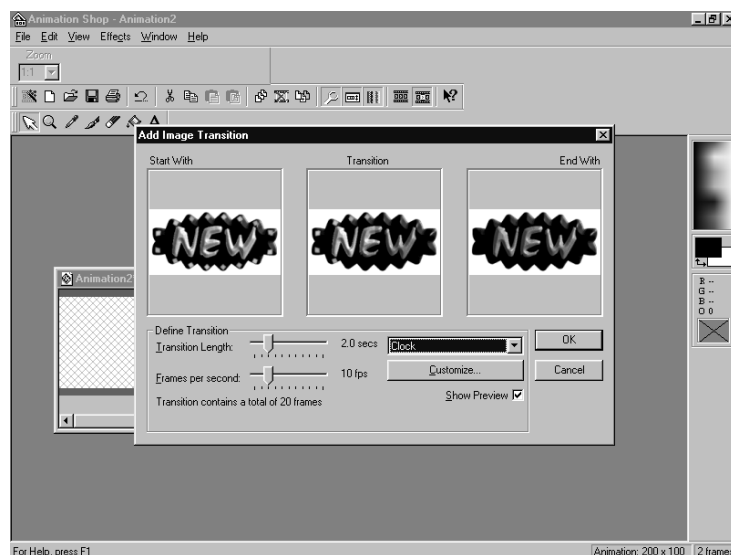 Animation Shop - Animation2
File Edit View Effects Window Help
Zoom
1:1
Add Image Transition
Start With Transition End With
NEW NEW NEW
Animation2
Define Transition
Transition Length: 2.0 secs Clock OK
Frames per second: 10 fps Customize... Cancel
Transition contains a total of 20 frames
Show Preview
R --
G --
B --
O 0
For Help, press F1 Animation: 200 x 100 2 frames